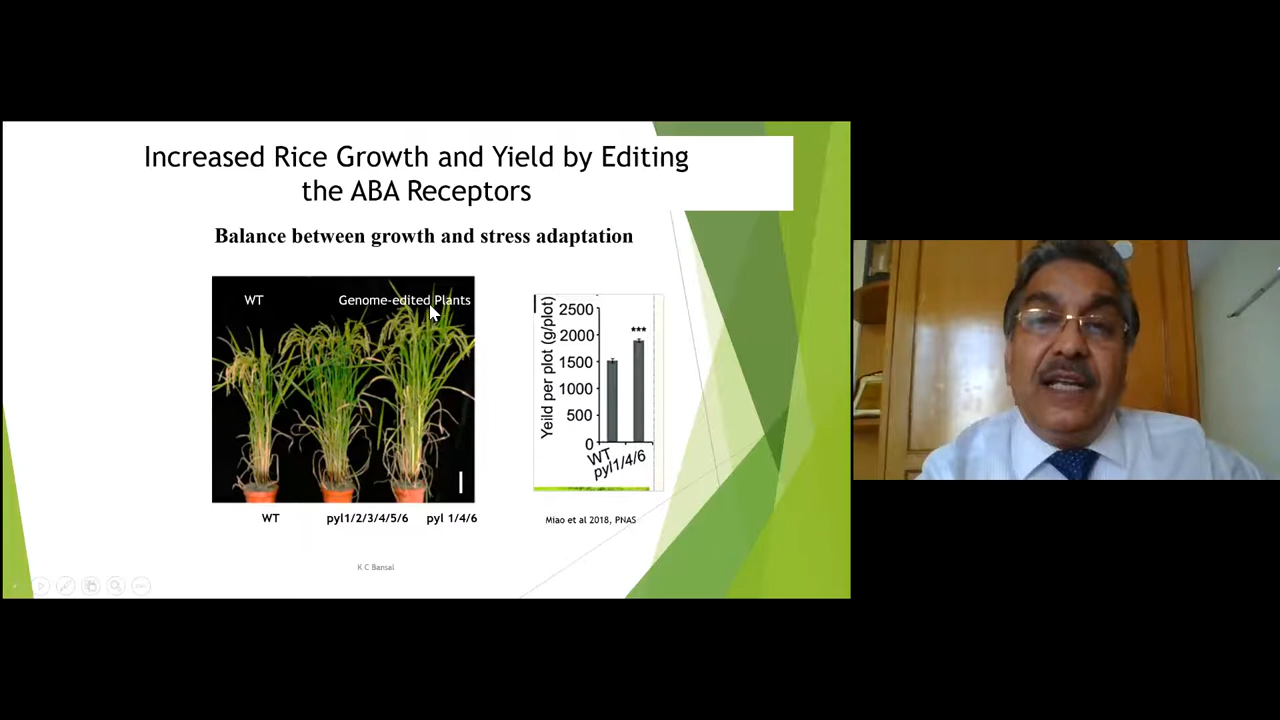 Increased Rice Growth and Yield by Editing
the ABA Receptors
Balance between growth and stress adaptation
WT
Genome-edited Plants
WT
pyl1/2/3/4/5/6
pyl 1/4/6
Yeild per plot (g/plot)
2500
2000
1500
1000
500
0
***
WT
pyl1/4/6
Miao et al 2018, PNAS
K C Bansal